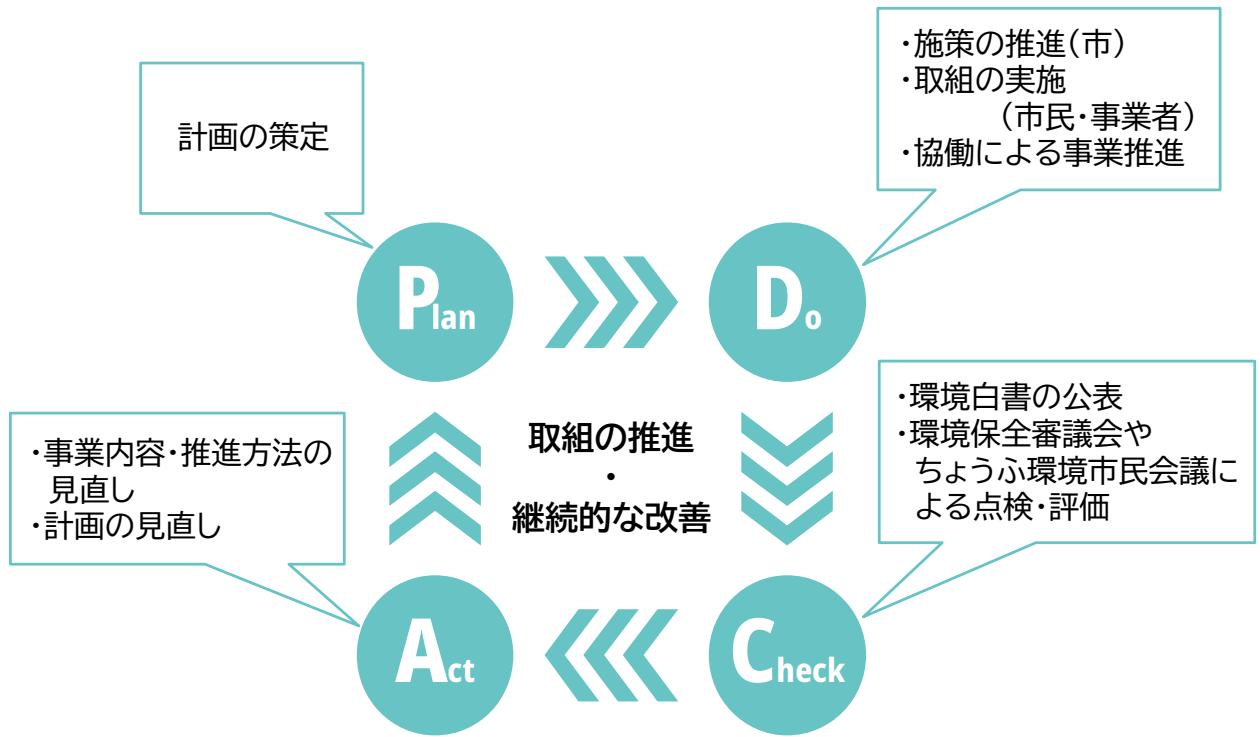 計画の策定
・施策の推進（市）
・取組の実施
（市民・事業者）
・協働による事業推進
Plan
Do
・環境白書の公表
・環境保全審議会や
ちょうふ環境市民会議に
よる点検・評価
取組の推進
・
継続的な改善
・事業内容・推進方法の
見直し
・計画の見直し
Act
Check